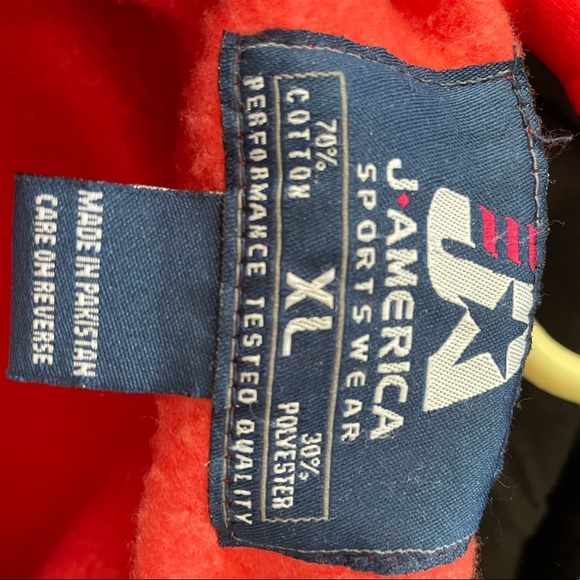 J·AMERICA
SPORTSWEAR
70%
COTTON
XL
30%
POLYESTER
PERFORMANCE TESTED QUALITY
MADE IN PAKISTAN
CARE ON REVERSE